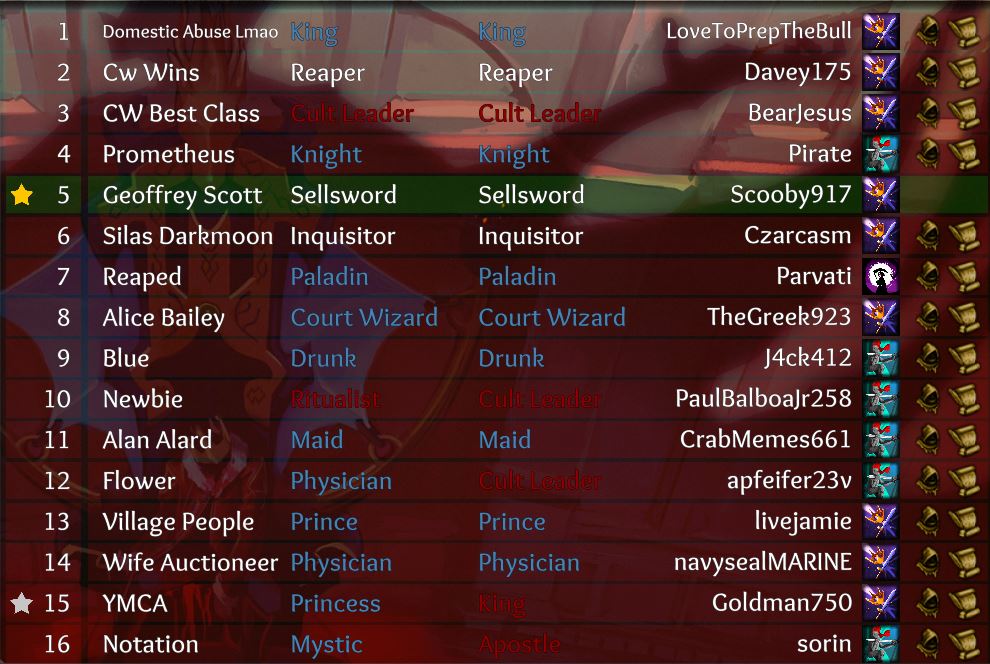 1 Domestic Abuse Lmao King King LoveToPrepTheBull
2 Cw Wins Reaper Reaper Davey175
3 CW Best Class Cult Leader Cult Leader BearJesus
4 Prometheus Knight Knight Pirate
5 Geoffrey Scott Sellsword Sellsword Scooby917
6 Silas Darkmoon Inquisitor Inquisitor Czarcasm
7 Reaped Paladin Paladin Parvati
8 Alice Bailey Court Wizard Court Wizard TheGreek923
9 Blue Drunk Drunk J4ck412
10 Newbie Ritualist Cult Leader PaulBalboaJr258
11 Alan Alard Maid Maid CrabMemes661
12 Flower Physician Cult Leader apfeifer23v
13 Village People Prince Prince livejamie
14 Wife Auctioneer Physician Physician navysealMARINE
15 YMCA Princess King Goldman750
16 Notation Mystic Apostle sorin